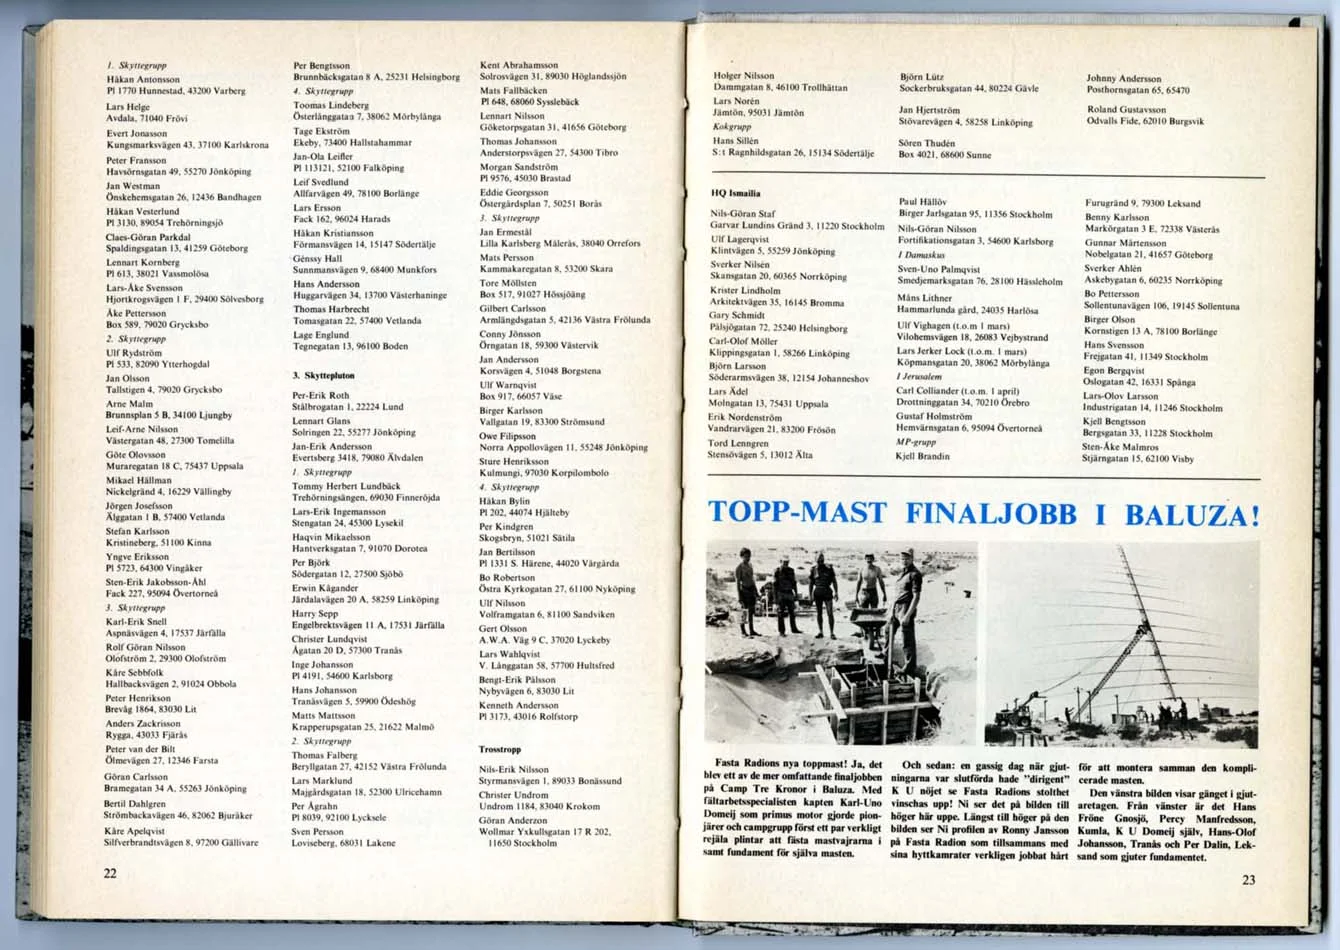 1. Skyttegrupp
Håkan Antonsson
Pl 1770 Hunnestad, 43200 Varberg
Lars Helge
Avdala, 71040 Frövi
Evert Jonasson
Kungsmarksvägen 43, 37100 Karlskrona
Peter Fransson
Havsörnsgatan 49, 55270 Jönköping
Jan Westman
Önskehemsgatan 26, 12436 Bandhagen
Håkan Vesterlund
Pl 3130, 89054 Trehörningsjö
Claes-Göran Parkdal
Spaldingsgatan 13, 41259 Göteborg
Lennart Kornberg
Pl 613, 38021 Vassmolösa
Lars-Åke Svensson
Hjortkrogsvägen 1 F, 29400 Sölvesborg
Åke Pettersson
Box 589, 79020 Grycksbo
2. Skyttegrupp
Ulf Rydström
Pl 533, 82090 Ytterhogdal
Jan Olsson
Tallstigen 4, 79020 Grycksbo
Arne Malm
Brunnsplan 5 B, 34100 Ljungby
Leif-Arne Nilsson
Västergatan 48, 27300 Tomelilla
Göte Olovsson
Muraregatan 18 C, 75437 Uppsala
Mikael Hällman
Nickelgränd 4, 16229 Vällingby
Jörgen Josefsson
Älggatan 1 B, 57400 Vetlanda
Stefan Karlsson
Kristineberg, 51100 Kinna
Yngve Eriksson
Pl 5723, 64300 Vingåker
Sten-Erik Jakobsson-Åhl
Fack 227, 95094 Övertorneå
3. Skyttegrupp
Karl-Erik Snell
Aspnäsvägen 4, 17537 Järfälla
Rolf Göran Nilsson
Olofström 2, 29300 Olofström
Kåre Sebbfolk
Hallbacksvägen 2, 91024 Obbola
Peter Henrikson
Brevåg 1864, 83030 Lit
Anders Zackrisson
Rygga, 43033 Fjärås
Peter van der Bilt
Ölmevägen 27, 12346 Farsta
Göran Carlsson
Bramegatan 34 A, 55263 Jönköping
Bertil Dahlgren
Strömbackavägen 46, 82062 Bjuråker
Kåre Apelqvist
Silfverbrandtsvägen 8, 97200 Gällivare
22
Per Bengtsson
Brunnbäcksgatan 8 A, 25231 Helsingborg
4. Skyttegrupp
Toomas Lindeberg
Österlånggatan 7, 38062 Mörbylånga
Tage Ekström
Ekeby, 73400 Hallstahammar
Jan-Ola Leifler
Pl 113121, 52100 Falköping
Leif Svedlund
Allfarvägen 49, 78100 Borlänge
Lars Ersson
Fack 162, 96024 Harads
Håkan Kristiansson
Förmansvägen 14, 15147 Södertälje
Génssy Hall
Sunnmansvägen 9, 68400 Munkfors
Hans Andersson
Huggarvägen 34, 13700 Västerhaninge
Thomas Harbrecht
Tomasgatan 22, 57400 Vetlanda
Lage Englund
Tegnegatan 13, 96100 Boden
3. Skyttepluton
Per-Erik Roth
Stålbrogatan 1, 22224 Lund
Lennart Glans
Solringen 22, 55277 Jönköping
Jan-Erik Andersson
Evertsberg 3418, 79080 Älvdalen
1. Skyttegrupp
Tommy Herbert Lundbäck
Trehörningsängen, 69030 Finneröjda
Lars-Erik Ingemansson
Stengatan 24, 45300 Lysekil
Haqvin Mikaelsson
Hantverksgatan 7, 91070 Dorotea
Per Björk
Södergatan 12, 27500 Sjöbö
Erwin Kågander
Järdalavägen 20 A, 58259 Linköping
Harry Sepp
Engelbrektsvägen 11 A, 17531 Järfälla
Christer Lundqvist
Ågatan 20 D, 57300 Tranås
Inge Johansson
Pl 4191, 54600 Karlsborg
Hans Johansson
Tranäsvägen 5, 59900 Ödeshög
Matts Mattsson
Krapperupsgatan 25, 21622 Malmö
2. Skyttegrupp
Thomas Falberg
Beryllgatan 27, 42152 Västra Frölunda
Lars Marklund
Majgårdsgatan 18, 52300 Ulricehamn
Per Ågrahn
Pl 8039, 92100 Lycksele
Sven Persson
Loviseberg, 68031 Lakene
Kent Abrahamsson
Solrosvägen 31, 89030 Höglandssjön
Mats Fallbäcken
Pl 648, 68060 Sysslebäck
Lennart Nilsson
Göketorpsgatan 31, 41656 Göteborg
Thomas Johansson
Anderstorpsvägen 27, 54300 Tibro
Morgan Sandström
Pl 9576, 45030 Brastad
Eddie Georgsson
Östergårdsplan 7, 50251 Borås
3. Skyttegrupp
Jan Ermestål
Lilla Karlsberg Målerås, 38040 Orrefors
Mats Persson
Kammakaregatan 8, 53200 Skara
Tore Möllsten
Box 517, 91027 Hössjöäng
Gilbert Carlsson
Armlängdsgatan 5, 42136 Västra Frölunda
Conny Jönsson
Örngatan 18, 59300 Västervik
Jan Andersson
Korsvägen 4, 51048 Borgstena
Ulf Warnqvist
Box 917, 66057 Väse
Birger Karlsson
Vallgatan 19, 83300 Strömsund
Owe Filipsson
Norra Appollovägen 11, 55248 Jönköping
Sture Henriksson
Kulmungi, 97030 Korpilombolo
4. Skyttegrupp
Håkan Bylin
Pl 202, 44074 Hjälteby
Per Kindgren
Skogsbryn, 51021 Sätila
Jan Bertilsson
Pl 1331 S. Härene, 44020 Vårgårda
Bo Robertson
Östra Kyrkogatan 27, 61100 Nyköping
Ulf Nilsson
Volframgatan 6, 81100 Sandviken
Gert Olsson
A.W.A. Väg 9 C, 37020 Lyckeby
Lars Wahlqvist
V. Långgatan 58, 57700 Hultsfred
Bengt-Erik Pålsson
Nybyvägen 6, 83030 Lit
Kenneth Andersson
Pl 3173, 43016 Rolfstorp
Trosstropp
Nils-Erik Nilsson
Styrmansvägen 1, 89033 Bonässund
Christer Undrom
Undrom 1184, 83040 Krokom
Göran Anderzon
Wollmar Yxkullsgatan 17 R 202,
11650 Stockholm
Holger Nilsson
Dammgatan 8, 46100 Trollhättan
Lars Norén
Jämtön, 95031 Jämtön
Kokgrupp
Hans Sillén
S:t Ragnhildsgatan 26, 15134 Södertälje
Björn Lütz
Sockerbruksgatan 44, 80224 Gävle
Jan Hjertström
Stövarevägen 4, 58258 Linköping
Sören Thudén
Box 4021, 68600 Sunne
Johnny Andersson
Posthornsgatan 65, 65470
Roland Gustavsson
Odvalls Fide, 62010 Burgsvik
HQ Ismailia
Nils-Göran Staf
Garvar Lundins Gränd 3, 11220 Stockholm
Ulf Lagerqvist
Klintvägen 5, 55259 Jönköping
Sverker Nilsén
Skansgatan 20, 60365 Norrköping
Krister Lindholm
Arkitektvägen 35, 16145 Bromma
Gary Schmidt
Pålsjögatan 72, 25240 Helsingborg
Carl-Olof Möller
Klippingsgatan 1, 58266 Linköping
Björn Larsson
Söderarmsvägen 38, 12154 Johanneshov
Lars Ädel
Molngatan 13, 75431 Uppsala
Erik Nordenström
Vandrarvägen 21, 83200 Frösön
Tord Lenngren
Stensövägen 5, 13012 Älta
Paul Hällöv
Birger Jarlsgatan 95, 11356 Stockholm
Nils-Göran Nilsson
Fortifikationsgatan 3, 54600 Karlsborg
I Damaskus
Sven-Uno Palmqvist
Smedjemarksgatan 76, 28100 Hässleholm
Måns Lithner
Hammarlunda gård, 24035 Harlösa
Ulf Vighagen (t.o.m 1 mars)
Vilohemsvägen 18, 26083 Vejbystrand
Lars Jerker Lock (t.o.m. 1 mars)
Köpmansgatan 20, 38062 Mörbylånga
I Jerusalem
Carl Colliander (t.o.m. 1 april)
Drottninggatan 34, 70210 Örebro
Gustaf Holmström
Hemvärnsgatan 6, 95094 Övertorneå
MP-grupp
Kjell Brandin
Furugränd 9, 79300 Leksand
Benny Karlsson
Markörgatan 3 E, 72338 Västerås
Gunnar Mårtensson
Nobelgatan 21, 41657 Göteborg
Sverker Ahlén
Askebygatan 6, 60235 Norrköping
Bo Pettersson
Sollentunavägen 106, 19145 Sollentuna
Birger Olson
Kornstigen 13 A, 78100 Borlänge
Hans Svensson
Frejgatan 41, 11349 Stockholm
Egon Bergqvist
Oslogatan 42, 16331 Spånga
Lars-Olov Larsson
Industrigatan 14, 11246 Stockholm
Kjell Bengtsson
Bergsgatan 33, 11228 Stockholm
Sten-Åke Malmros
Stjärngatan 15, 62100 Visby
TOPP-MAST FINALJOBB I BALUZA!
Fasta Radions nya toppmast! Ja, det
blev ett av de mer omfattande finaljobben
på Camp Tre Kronor i Baluza. Med
fältarbetsspecialisten kapten Karl-Uno
Domeij som primus motor gjorde pion-
järer och campgrupp först ett par verkligt
rejäla plintar att fästa mastvajrarna i
samt fundament för själva masten.
Och sedan: en gassig dag när gjut-
ningarna var slutförda hade "dirigent"
K U nöjet se Fasta Radions stolthet
vinschas upp! Ni ser det på bilden till
höger här uppe. Längst till höger på den
bilden ser Ni profilen av Ronny Jansson
på Fasta Radion som tillsammans med
sina hyttkamrater verkligen jobbat hårt
för att montera samman den kompli-
cerade masten.
Den vänstra bilden visar gänget i gjut-
aretagen. Från vänster är det Hans
Fröne Gnosjö, Percy Manfredsson,
Kumla, K U Domeij själv, Hans-Olof
Johansson, Tranås och Per Dalin, Lek-
sand som gjuter fundamentet.
23